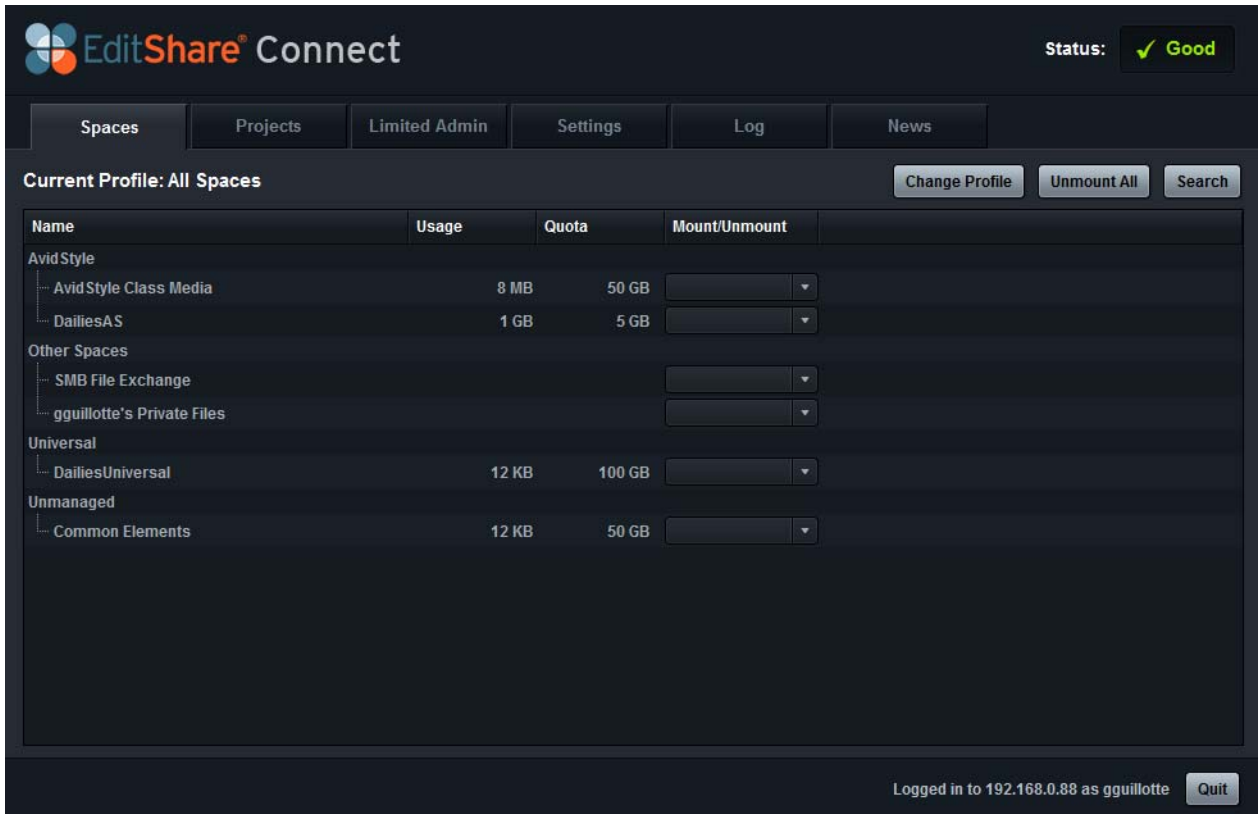 EditShare® Connect
Status: ✓ Good
Spaces Projects Limited Admin Settings Log News
Current Profile: All Spaces Change Profile Unmount All Search
Name Usage Quota Mount/Unmount
AvidStyle
AvidStyle Class Media 8 MB 50 GB
DailiesAS 1 GB 5 GB
Other Spaces
SMB File Exchange
gguillotte's Private Files
Universal
DailiesUniversal 12 KB 100 GB
Unmanaged
Common Elements 12 KB 50 GB
Logged in to 192.168.0.88 as gguillotte Quit